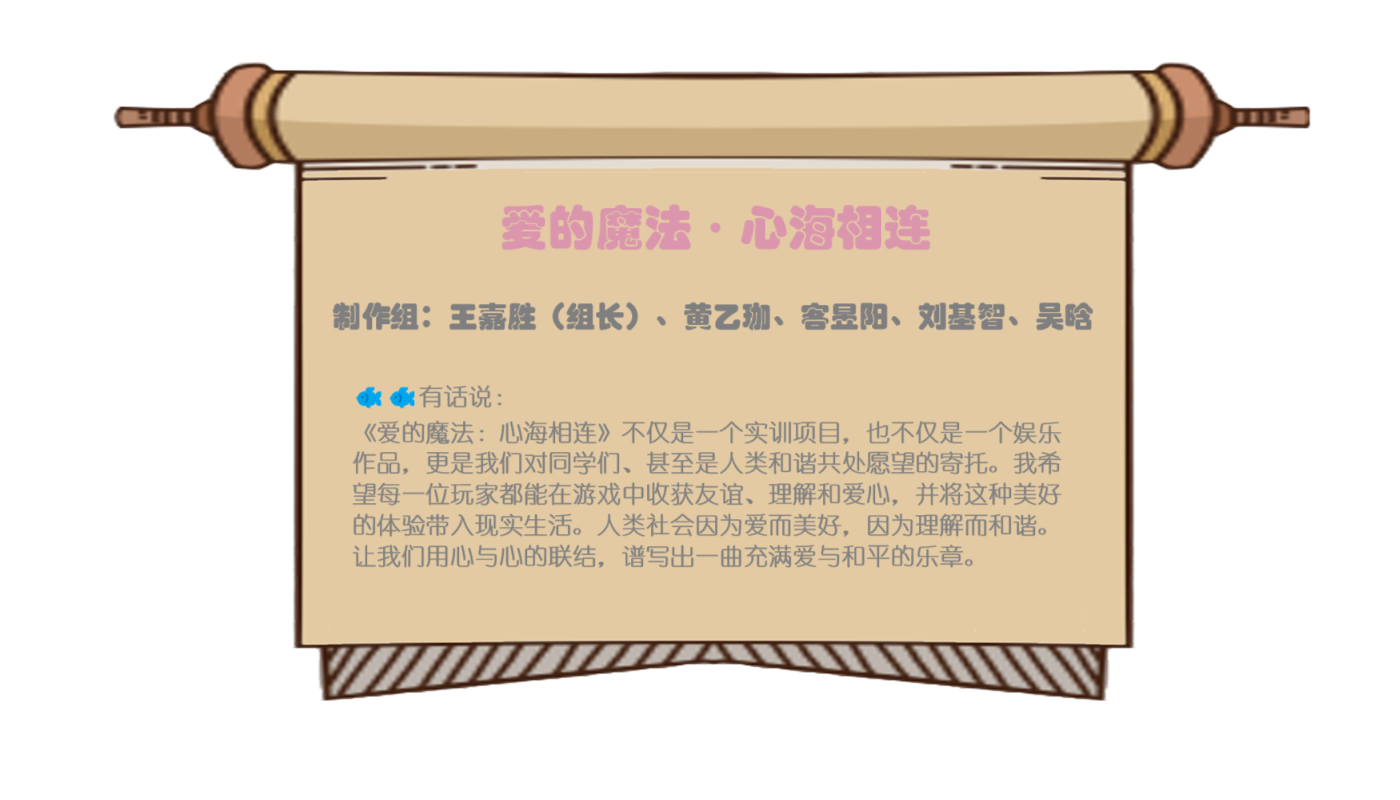 爱的魔法·心海相连
制作组：王嘉胜（组长）、黄乙珈、客昱阳、刘基智、吴晗
有话说：
《爱的魔法：心海相连》不仅是一个实训项目，也不仅是一个娱乐
作品，更是我们对同学们、甚至是人类和谐共处愿望的寄托。我希
望每一位玩家都能在游戏中收获友谊、理解和爱心，并将这种美好
的体验带入现实生活。人类社会因为爱而美好，因为理解而和谐。
让我们用心与心的联结，谱写出一曲充满爱与和平的乐章。